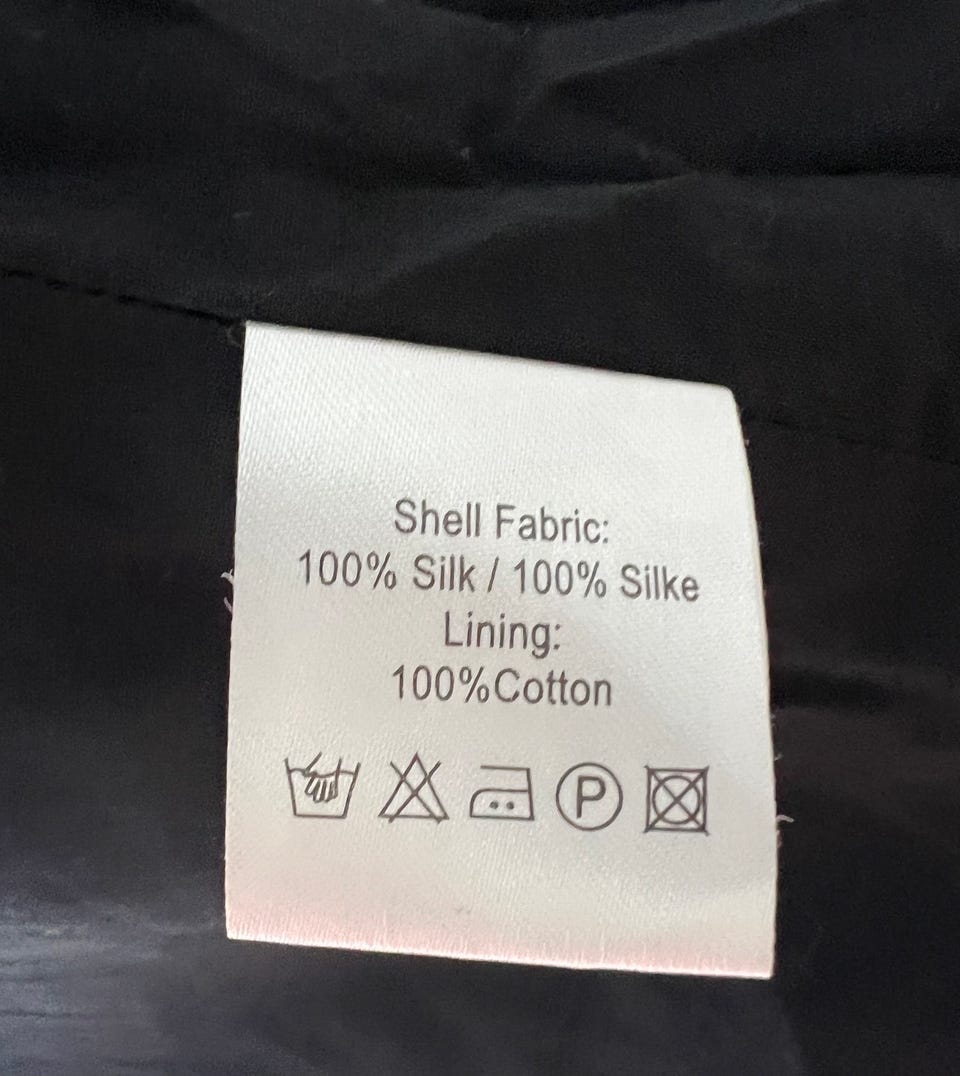 Shell Fabric:
100% Silk / 100% Silke
Lining:
100%Cotton
P